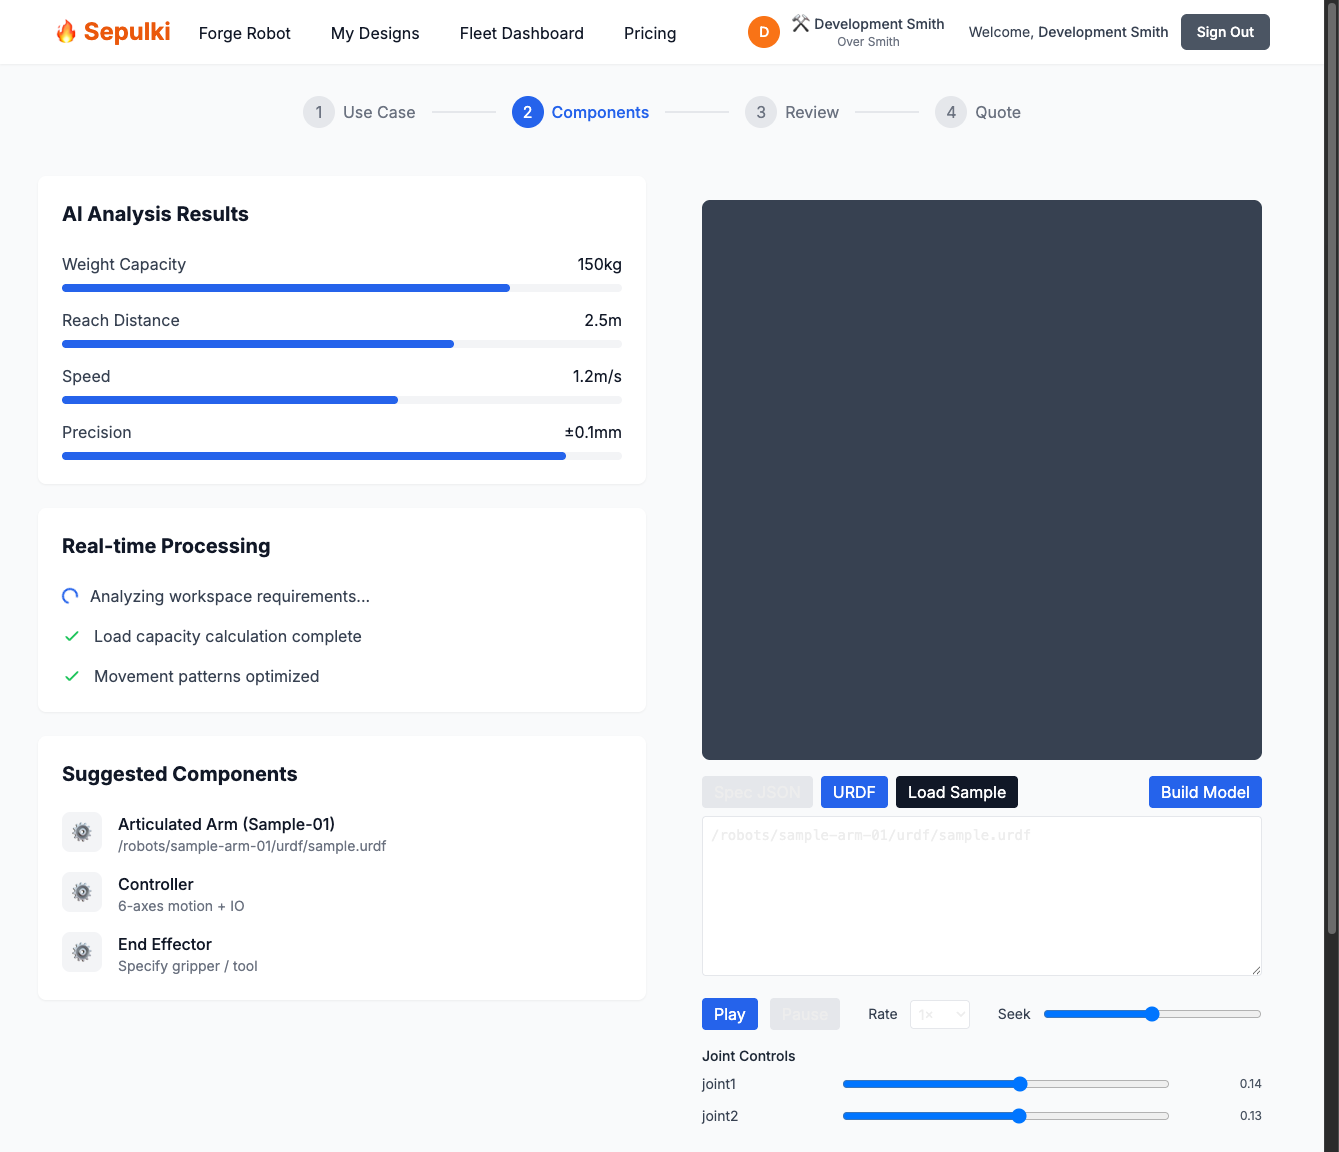 Sepulki
Forge Robot
My Designs
Fleet Dashboard
Pricing
D
Development Smith
Over Smith
Welcome, Development Smith
Sign Out
1 Use Case
2 Components
3 Review
4 Quote
AI Analysis Results
Weight Capacity 150kg
Reach Distance 2.5m
Speed 1.2m/s
Precision ±0.1mm
Real-time Processing
Analyzing workspace requirements...
Load capacity calculation complete
Movement patterns optimized
Suggested Components
Articulated Arm (Sample-01)
/robots/sample-arm-01/urdf/sample.urdf
Controller
6-axes motion + IO
End Effector
Specify gripper / tool
Spec JSON
URDF
Load Sample
Build Model
/robots/sample-arm-01/urdf/sample.urdf
Play
Pause
Rate
1×
Seek
Joint Controls
joint1 0.14
joint2 0.13